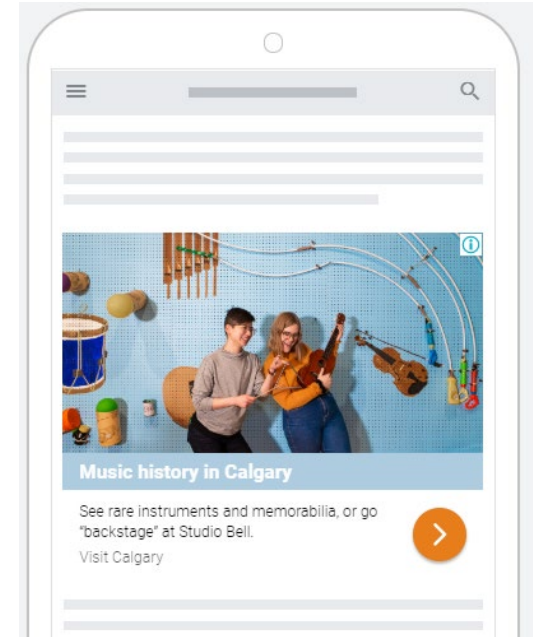 Music history in Calgary
See rare instruments and memorabilia, or go
"backstage" at Studio Bell.
Visit Calgary